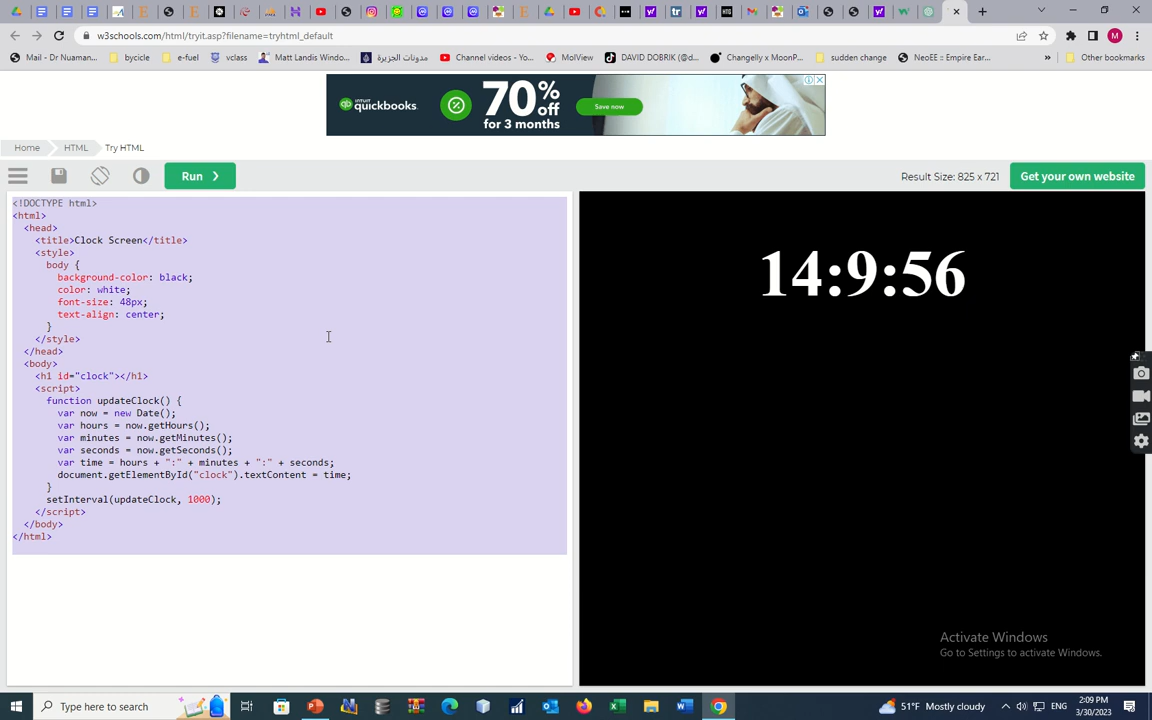 w3schools.com/html/tryit.asp?filename=tryhtml_default
Mail - Dr Nuaman...
bycicle
e-fuel
vclass
Matt Landis Windo...
مدونات الجزيرة
Channel videos - Yo...
MolView
DAVID DOBRIK (@d...
Changelly x MoonP...
sudden change
NeoEE :: Empire Ear...
»
Other bookmarks
intuit
quickbooks
70% off
for 3 months
Save now
Home
HTML
Try HTML
Run ❯
Result Size: 825 x 721
Get your own website
<!DOCTYPE html>
<html>
<head>
<title>Clock Screen</title>
<style>
body {
background-color: black;
color: white;
font-size: 48px;
text-align: center;
}
</style>
</head>
<body>
<h1 id="clock"></h1>
<script>
function updateClock() {
var now = new Date();
var hours = now.getHours();
var minutes = now.getMinutes();
var seconds = now.getSeconds();
var time = hours + ":" + minutes + ":" + seconds;
document.getElementById("clock").textContent = time;
}
setInterval(updateClock, 1000);
</script>
</body>
</html>
14:9:56
Activate Windows
Go to Settings to activate Windows.
Type here to search
51°F Mostly cloudy
ENG
2:09 PM
3/30/2023